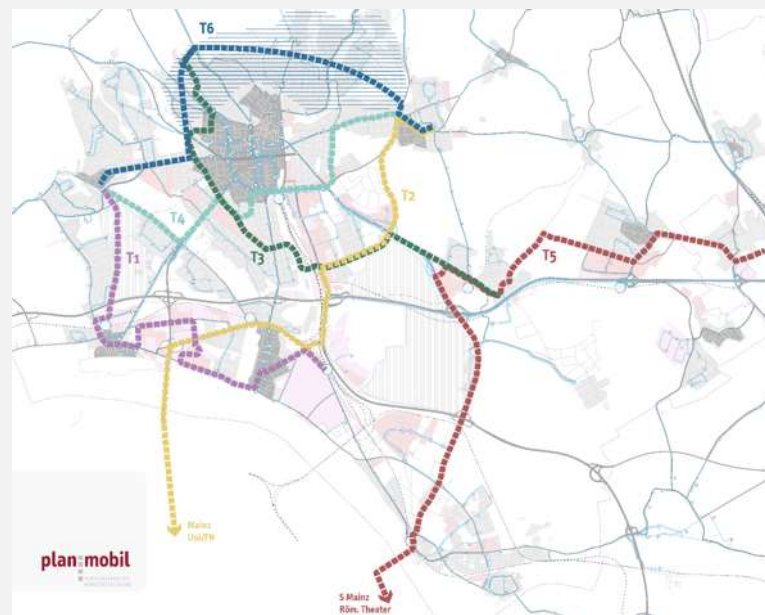 T6
T2
T4
T3
T1
T5
Mainz
Uni/FH
plan:mobil
S Mainz
Röm. Theater